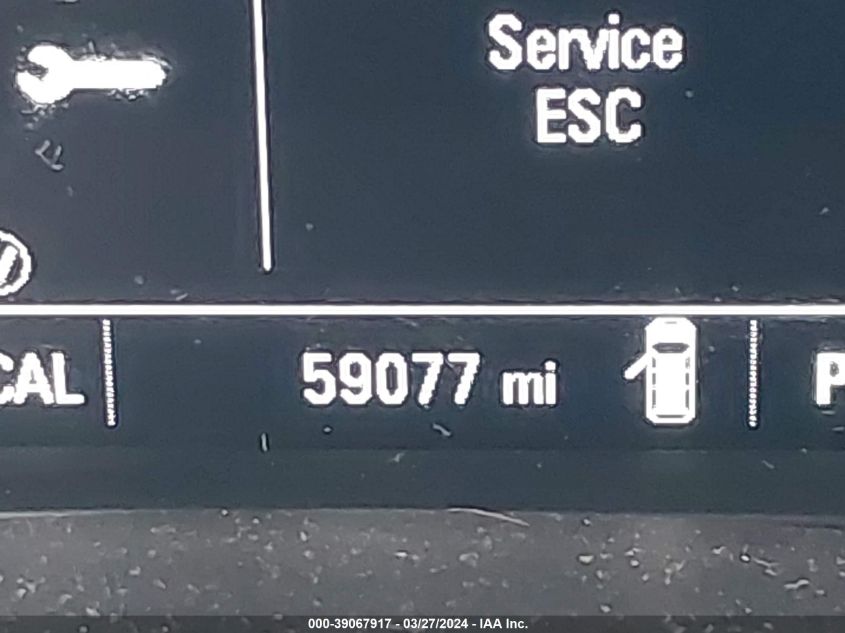 Service
ESC
CAL
59077 mi
P
000-39067917 - 03/27/2024 - IAA Inc.